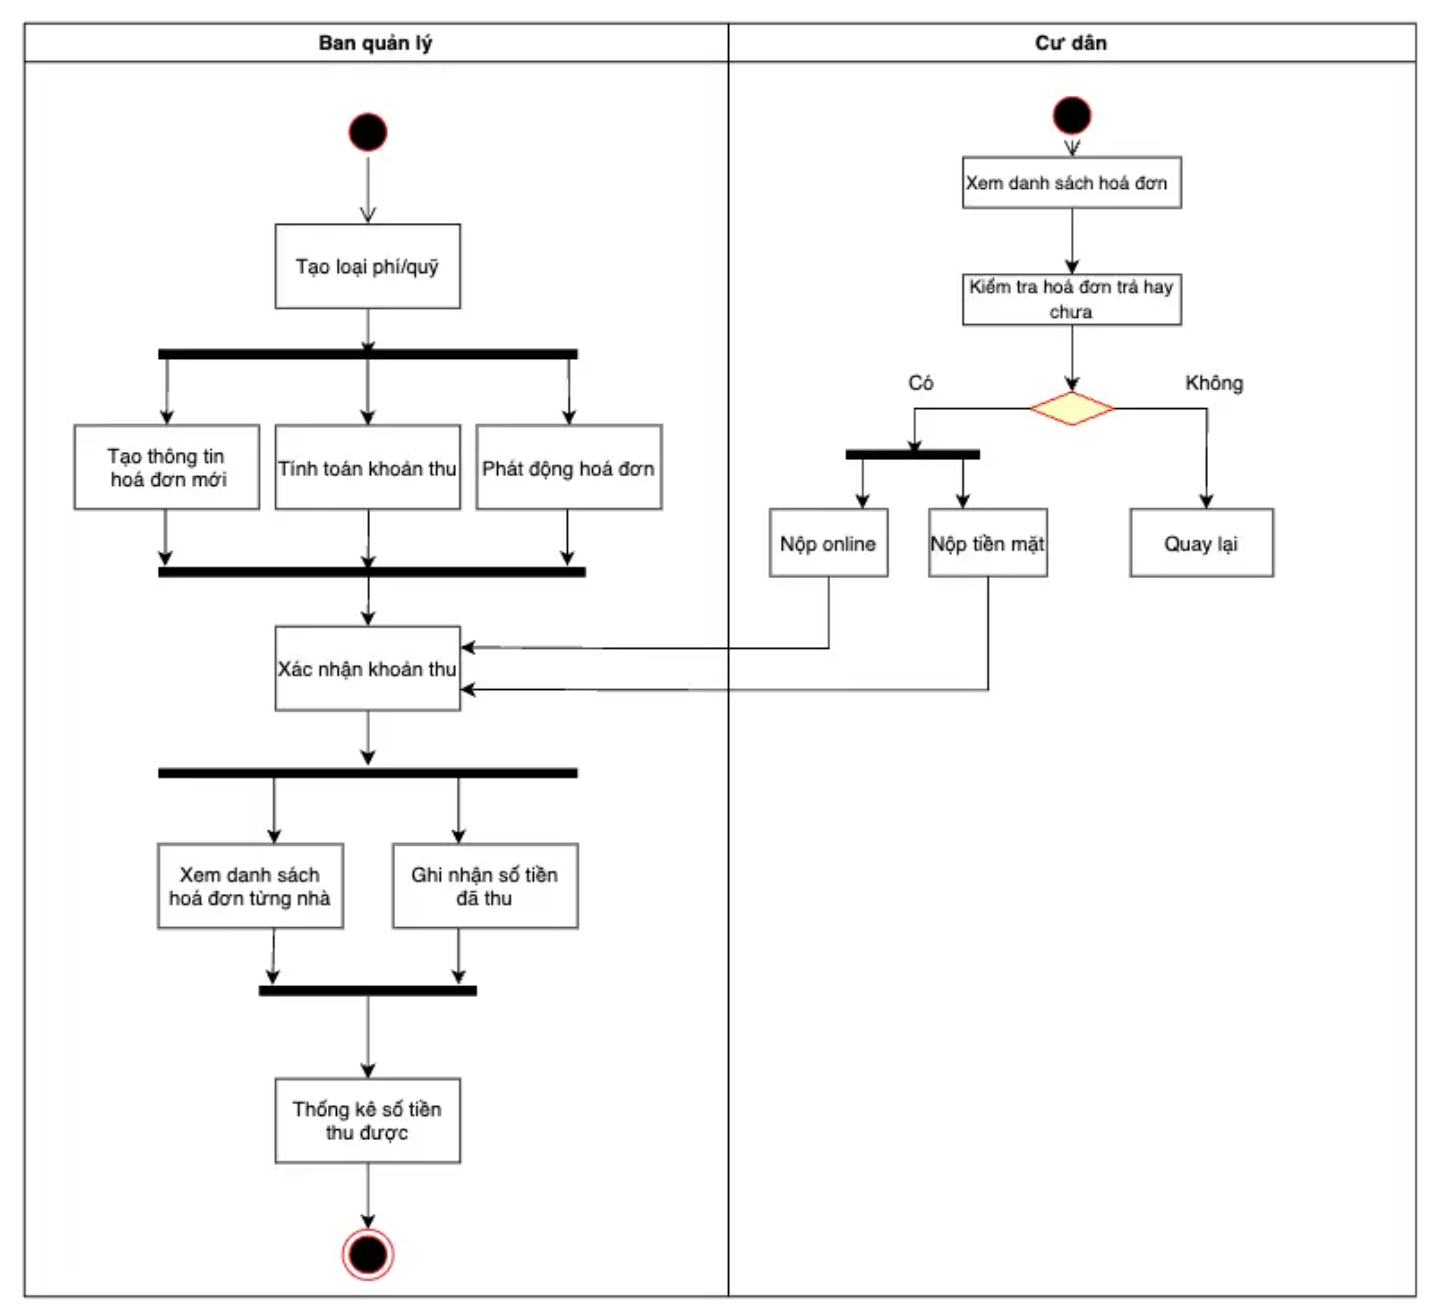 Ban quản lý
Cư dân
Tạo loại phí/quỹ
Tạo thông tin
hoá đơn mới
Tính toán khoản thu
Phát động hoá đơn
Xác nhận khoản thu
Xem danh sách
hoá đơn từng nhà
Ghi nhận số tiền
đã thu
Thống kê số tiền
thu được
Xem danh sách hoá đơn
Kiểm tra hoá đơn trả hay
chưa
Có
Không
Nộp online
Nộp tiền mặt
Quay lại